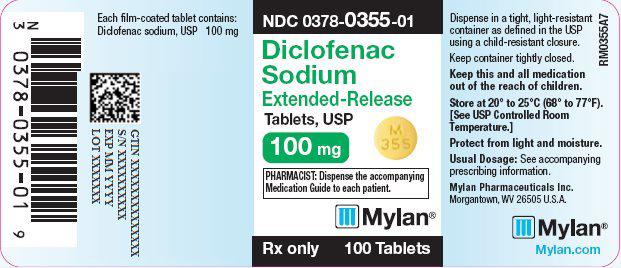 N
3 0378-0355-01 9
Each film-coated tablet contains:
Diclofenac sodium, USP 100 mg
GTIN XXXXXXXXXXXXXX
S/N XXXXXXXX
EXP MM YYYY
LOT XXXXXX
NDC 0378-0355-01
Diclofenac
Sodium
Extended-Release
Tablets, USP
100 mg
M
355
PHARMACIST: Dispense the accompanying
Medication Guide to each patient.
Mylan®
Rx only 100 Tablets
Dispense in a tight, light-resistant
container as defined in the USP
using a child-resistant closure.
Keep container tightly closed.
Keep this and all medication
out of the reach of children.
Store at 20° to 25°C (68° to 77°F).
[See USP Controlled Room
Temperature.]
Protect from light and moisture.
Usual Dosage: See accompanying
prescribing information.
Mylan Pharmaceuticals Inc.
Morgantown, WV 26505 U.S.A.
Mylan®
Mylan.com
RM0355A7